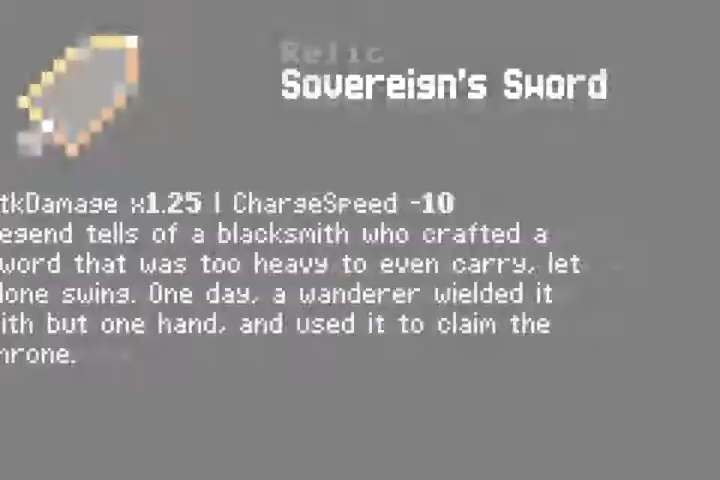 Relic
Sovereign's Sword
tkDamage x1.25 | ChargeSpeed -10
egend tells of a blacksmith who crafted a
word that was too heavy to even carry, let
lone swing. One day, a wanderer wielded it
ith but one hand, and used it to claim the
hrone.